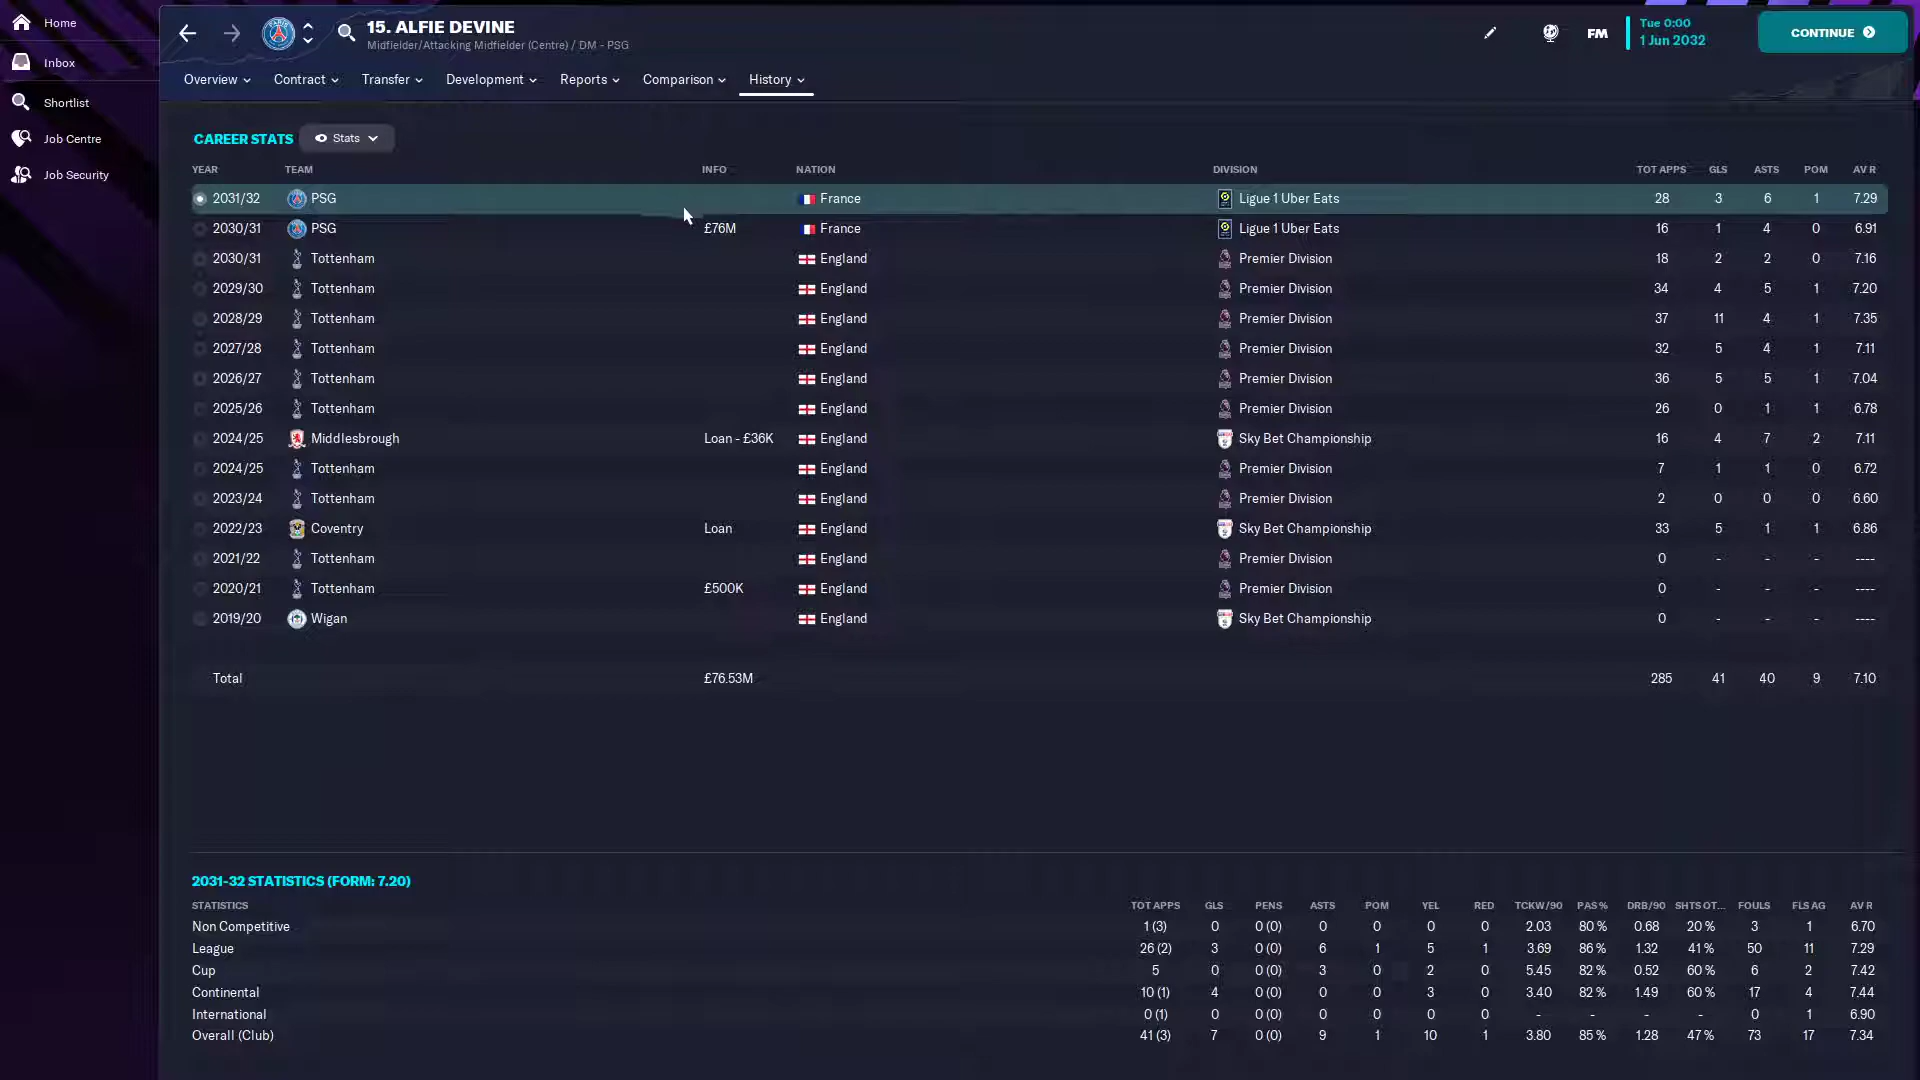 Home
Inbox
Shortlist
Job Centre
Job Security
15. ALFIE DEVINE
Midfielder/Attacking Midfielder (Centre) / DM - PSG
FM
Tue 0:00
1 Jun 2032
CONTINUE
Overview Contract Transfer Development Reports Comparison History
CAREER STATS Stats
YEAR TEAM INFO NATION DIVISION TOT APPS GLS ASTS POM AV R
2031/32 PSG France Ligue 1 Uber Eats 28 3 6 1 7.29
2030/31 PSG £76M France Ligue 1 Uber Eats 16 1 4 0 6.91
2030/31 Tottenham England Premier Division 18 2 2 0 7.16
2029/30 Tottenham England Premier Division 34 4 5 1 7.20
2028/29 Tottenham England Premier Division 37 11 4 1 7.35
2027/28 Tottenham England Premier Division 32 5 4 1 7.11
2026/27 Tottenham England Premier Division 36 5 5 1 7.04
2025/26 Tottenham England Premier Division 26 0 1 1 6.78
2024/25 Middlesbrough Loan - £36K England Sky Bet Championship 16 4 7 2 7.11
2024/25 Tottenham England Premier Division 7 1 1 0 6.72
2023/24 Tottenham England Premier Division 2 0 0 0 6.60
2022/23 Coventry Loan England Sky Bet Championship 33 5 1 1 6.86
2021/22 Tottenham England Premier Division 0 - - - ----
2020/21 Tottenham £500K England Premier Division 0 - - - ----
2019/20 Wigan England Sky Bet Championship 0 - - - ----
Total £76.53M 285 41 40 9 7.10
2031-32 STATISTICS (FORM: 7.20)
STATISTICS TOT APPS GLS PENS ASTS POM YEL RED TCKW/90 PAS % DRB/90 SHTS OT... FOULS FLS AG AV R
Non Competitive 1 (3) 0 0 (0) 0 0 0 0 2.03 80 % 0.68 20 % 3 1 6.70
League 26 (2) 3 0 (0) 6 1 5 1 3.69 86 % 1.32 41 % 50 11 7.29
Cup 5 0 0 (0) 3 0 2 0 5.45 82 % 0.52 60 % 6 2 7.42
Continental 10 (1) 4 0 (0) 0 0 3 0 3.40 82 % 1.49 60 % 17 4 7.44
International 0 (1) 0 0 (0) 0 0 0 0 - - - - 0 1 6.90
Overall (Club) 41 (3) 7 0 (0) 9 1 10 1 3.80 85 % 1.28 47 % 73 17 7.34